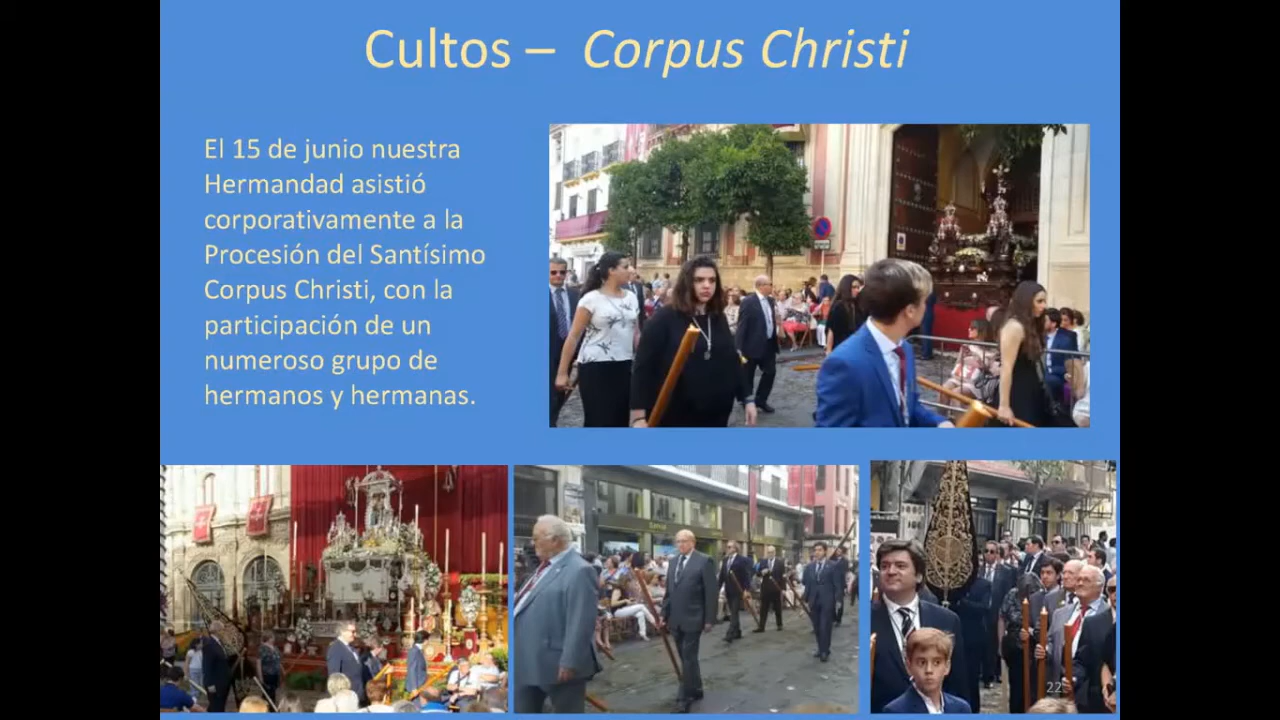 Cultos – Corpus Christi
El 15 de junio nuestra
Hermandad asistió
corporativamente a la
Procesión del Santísimo
Corpus Christi, con la
participación de un
numeroso grupo de
hermanos y hermanas.
22